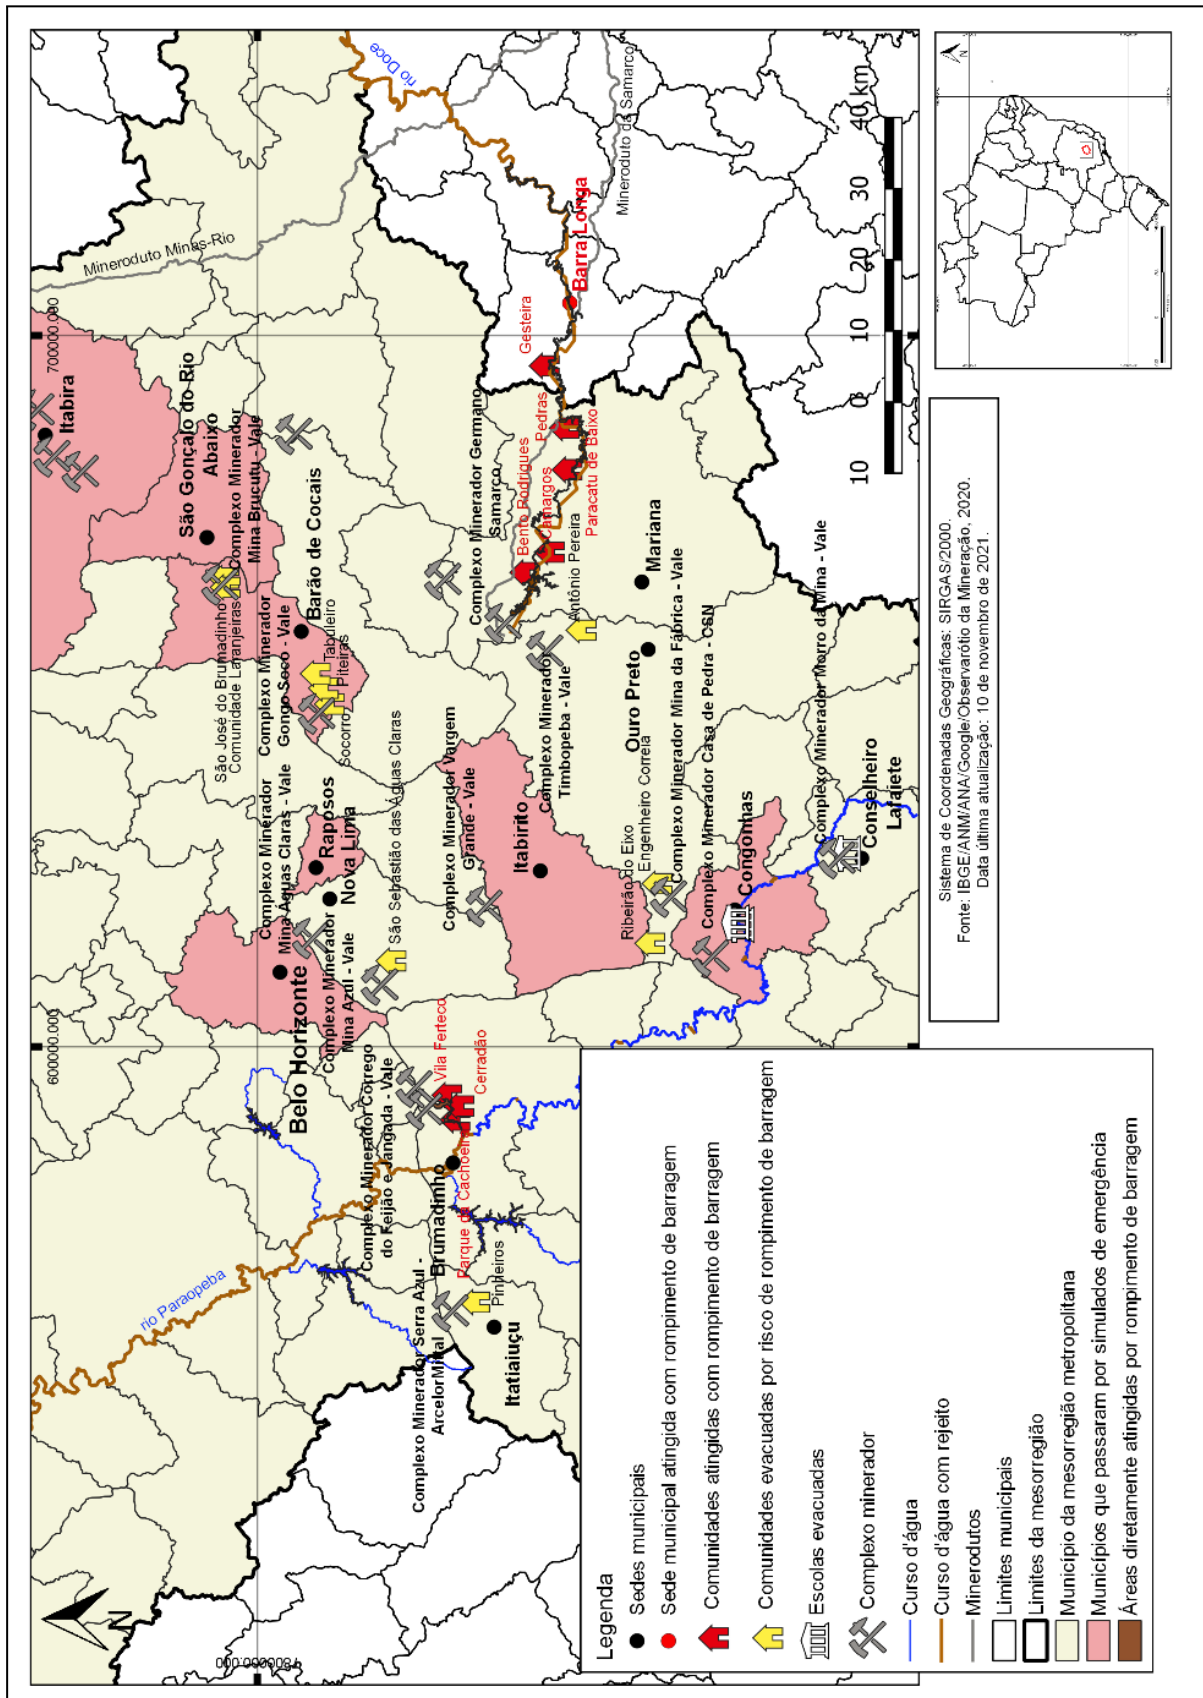 Mineroduto Minas-Rio
rio Doce
Itabira
700000.000
São Gonçalo do Rio
Abaixo
Complexo Minerador
Mina Brucutu - Vale
São José do Brumadinho
Comunidade Laranjeiras
Barão de Cocais
Complexo Minerador
Gongo Soco - Vale
Tabuleiro
Piteiras
Socorro
Complexo Minerador
Mina Águas Claras - Vale
Raposos
Nova Lima
Belo Horizonte
Complexo Minerador
Mina Azul - Vale
São Sebastião das Águas Claras
600000.000
rio Paraopeba
Complexo Minerador Córrego
do Feijão e Jangada - Vale
Vila Ferteco
Cerradão
Parque da Cachoeira
Brumadinho
Complexo Minerador Serra Azul -
ArcelorMittal
Pinheiros
Itatiaiuçu
Complexo Minerador Vargem
Grande - Vale
Itabirito
Complexo Minerador Germano
Samarco
Bento Rodrigues
Camargos
Pedras
Paracatu de Baixo
Gesteira
Barra Longa
Mineroduto da Samarco
Complexo Minerador
Timbopeba - Vale
Antônio Pereira
Mariana
Ouro Preto
Ribeirão do Eixo
Engenheiro Correia
Complexo Minerador Mina da Fábrica - Vale
Complexo Minerador Casa de Pedra - CSN
Congonhas
Complexo Minerador Morro da Mina - Vale
Conselheiro
Lafaiete
10 0 10 20 30 40 km
N
Legenda
Sedes municipais
Sede municipal atingida com rompimento de barragem
Comunidades atingidas com rompimento de barragem
Comunidades evacuadas por risco de rompimento de barragem
Escolas evacuadas
Complexo minerador
Curso d'água
Curso d'água com rejeito
Minerodutos
Limites municipais
Limites da mesorregião
Município da mesorregião metropolitana
Municípios que passaram por simulados de emergência
Áreas diretamente atingidas por rompimento de barragem
Sistema de Coordenadas Geográficas: SIRGAS/2000.
Fonte: IBGE/ANM/ANA/Google/Observarótio da Mineração, 2020.
Data última atualização: 10 de novembro de 2021.
N